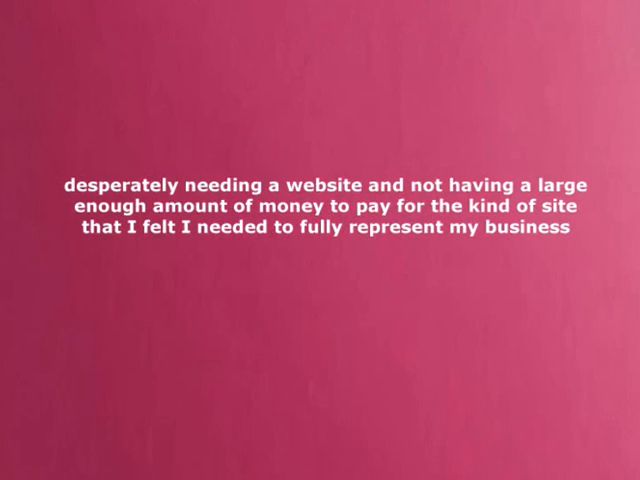 desperately needing a website and not having a large
enough amount of money to pay for the kind of site
that I felt I needed to fully represent my business